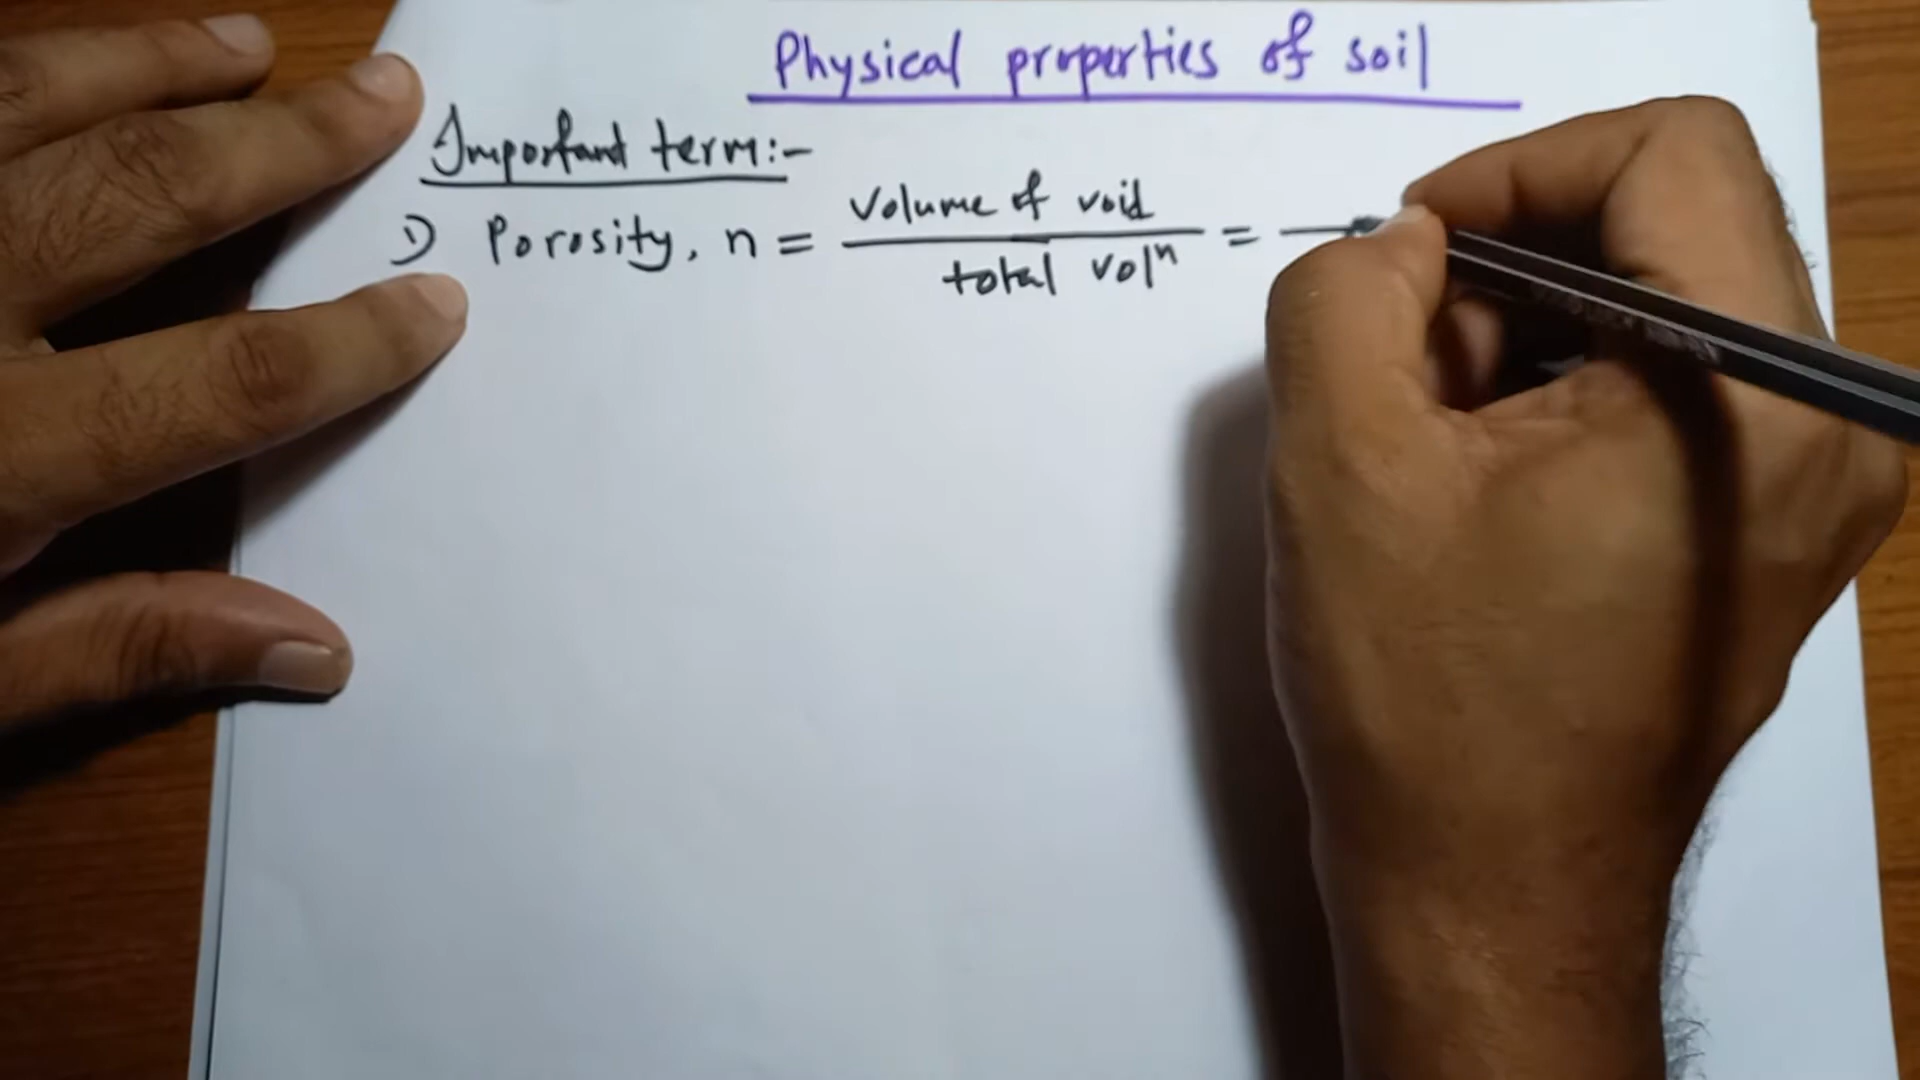 Physical properties of soil
Important term:-
1) Porosity, n = Volume of void / total volⁿ =